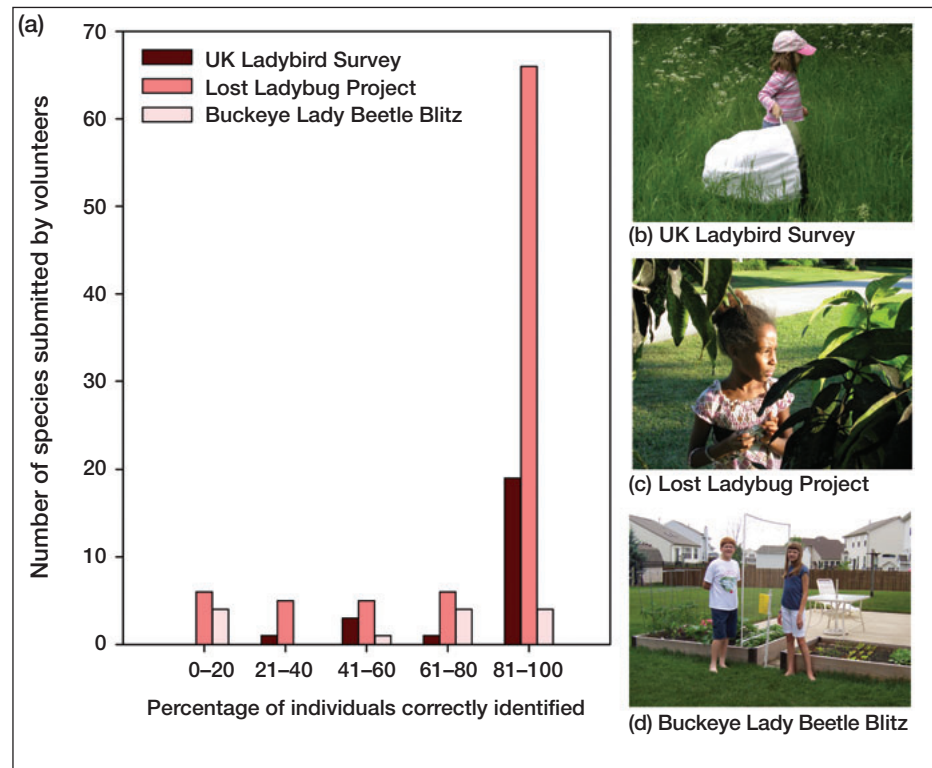 (a)
70
60
50
40
30
20
10
0
Number of species submitted by volunteers
UK Ladybird Survey
Lost Ladybug Project
Buckeye Lady Beetle Blitz
0–20 21–40 41–60 61–80 81–100
Percentage of individuals correctly identified
(b) UK Ladybird Survey
(c) Lost Ladybug Project
(d) Buckeye Lady Beetle Blitz